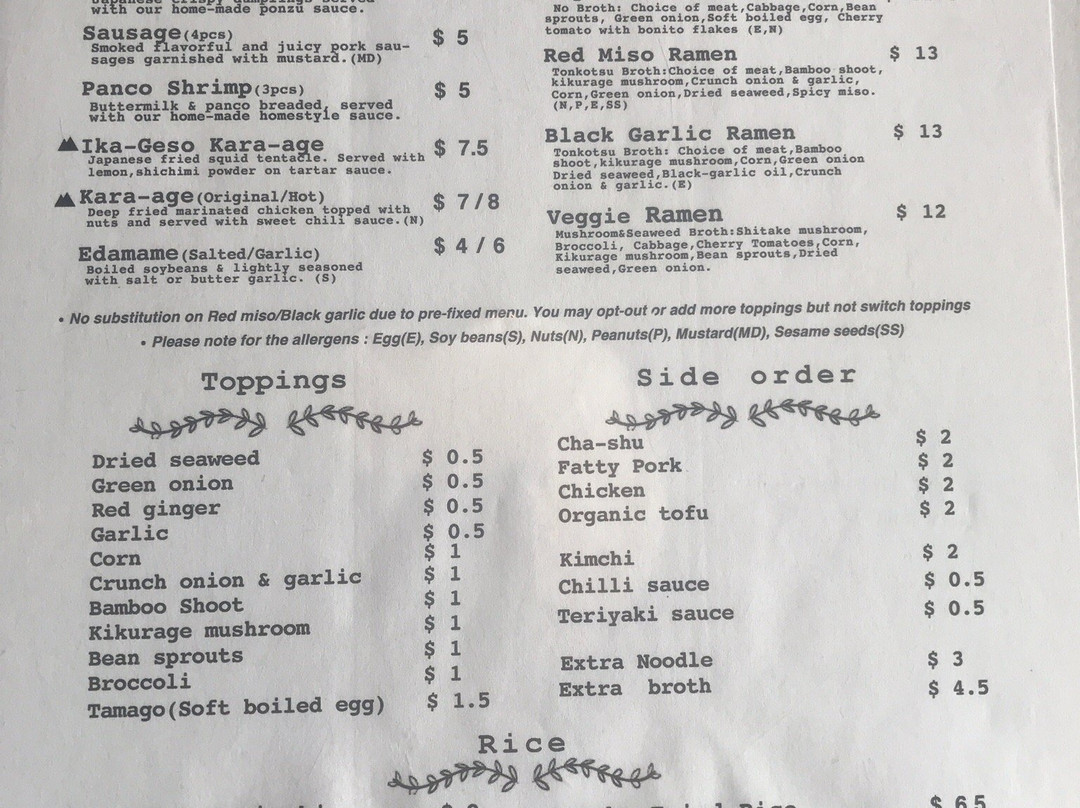 with our home-made ponzu sauce.
Sausage(4pcs) $ 5
Smoked flavorful and juicy pork sau-
sages garnished with mustard.(MD)
Panco Shrimp(3pcs) $ 5
Buttermilk & panco breaded, served
with our home-made homestyle sauce.
Ika-Geso Kara-age $ 7.5
Japanese fried squid tentacle. Served with
lemon,shichimi powder on tartar sauce.
Kara-age(Original/Hot) $ 7/8
Deep fried marinated chicken topped with
nuts and served with sweet chili sauce.(N)
Edamame(Salted/Garlic) $ 4 / 6
Boiled soybeans & lightly seasoned
with salt or butter garlic. (S)
No Broth: Choice of meat,Cabbage,Corn,Bean
sprouts, Green onion,Soft boiled egg, Cherry
tomato with bonito flakes (E,N)
Red Miso Ramen $ 13
Tonkotsu Broth:Choice of meat,Bamboo shoot,
kikurage mushroom,Crunch onion & garlic,
Corn,Green onion,Dried seaweed,Spicy miso.
(N,P,E,SS)
Black Garlic Ramen $ 13
Tonkotsu Broth: Choice of meat,Bamboo
shoot,kikurage mushroom,Corn,Green onion
Dried seaweed,Black-garlic oil,Crunch
onion & garlic.(E)
Veggie Ramen $ 12
Mushroom&Seaweed Broth:Shitake mushroom,
Broccoli, Cabbage,Cherry Tomatoes,Corn,
Kikurage mushroom,Bean sprouts,Dried
seaweed,Green onion.
• No substitution on Red miso/Black garlic due to pre-fixed menu. You may opt-out or add more toppings but not switch toppings
• Please note for the allergens : Egg(E), Soy beans(S), Nuts(N), Peanuts(P), Mustard(MD), Sesame seeds(SS)
Toppings
Dried seaweed $ 0.5
Green onion $ 0.5
Red ginger $ 0.5
Garlic $ 0.5
Corn $ 1
Crunch onion & garlic $ 1
Bamboo Shoot $ 1
Kikurage mushroom $ 1
Bean sprouts $ 1
Broccoli $ 1
Tamago(Soft boiled egg) $ 1.5
Side order
Cha-shu $ 2
Fatty Pork $ 2
Chicken $ 2
Organic tofu $ 2
Kimchi $ 2
Chilli sauce $ 0.5
Teriyaki sauce $ 0.5
Extra Noodle $ 3
Extra broth $ 4.5
Rice